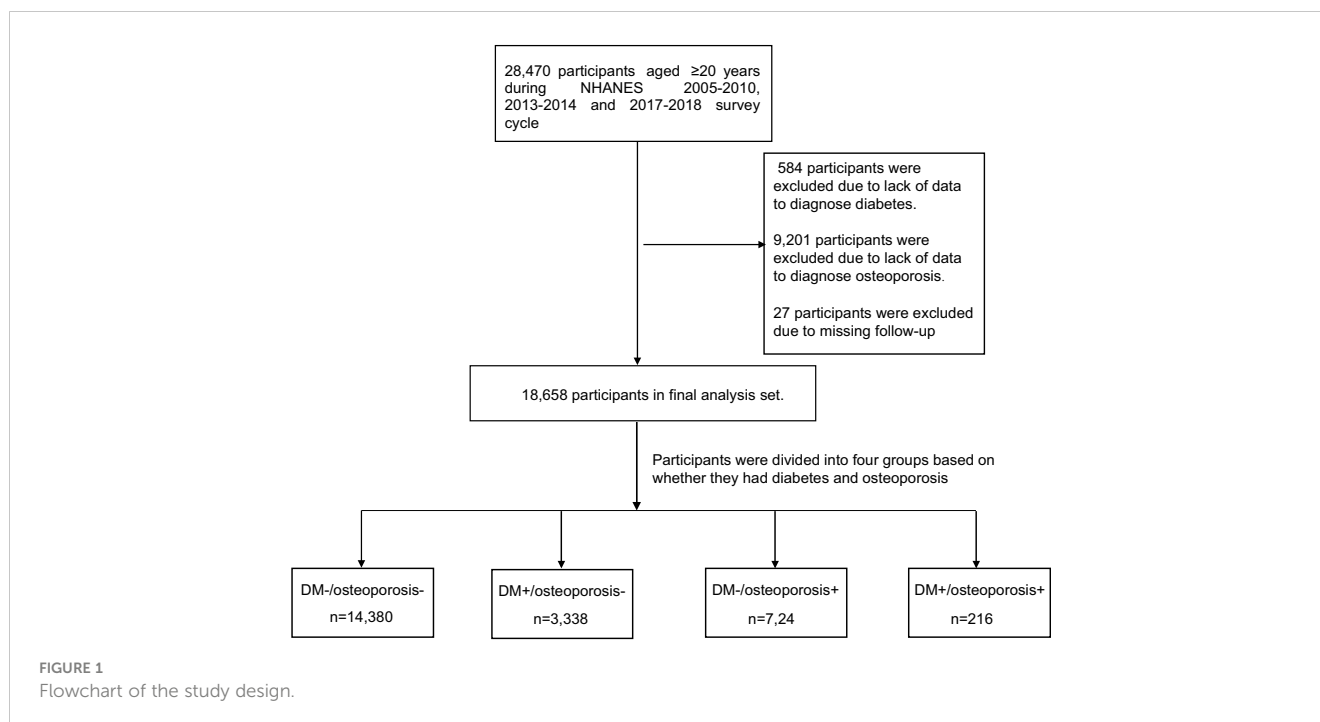 28,470 participants aged ≥20 years
during NHANES 2005-2010,
2013-2014 and 2017-2018 survey
cycle
584 participants were
excluded due to lack of data
to diagnose diabetes.
9,201 participants were
excluded due to lack of data
to diagnose osteoporosis.
27 participants were excluded
due to missing follow-up
18,658 participants in final analysis set.
Participants were divided into four groups based on
whether they had diabetes and osteoporosis
DM-/osteoporosis-
n=14,380
DM+/osteoporosis-
n=3,338
DM-/osteoporosis+
n=7,24
DM+/osteoporosis+
n=216
FIGURE 1
Flowchart of the study design.